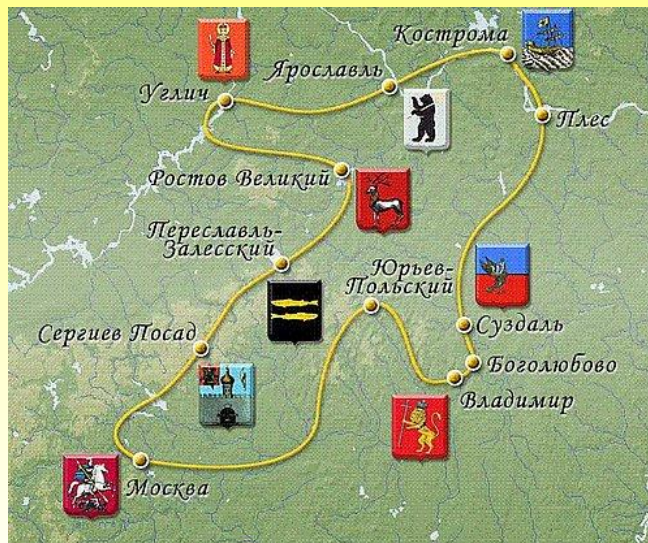 Кострома
Ярославль
Углич
Плес
Ростов Великий
Переславль-
Залесский
Юрьев-
Польский
Сергиев Посад
Суздаль
Боголюбово
Владимир
Москва